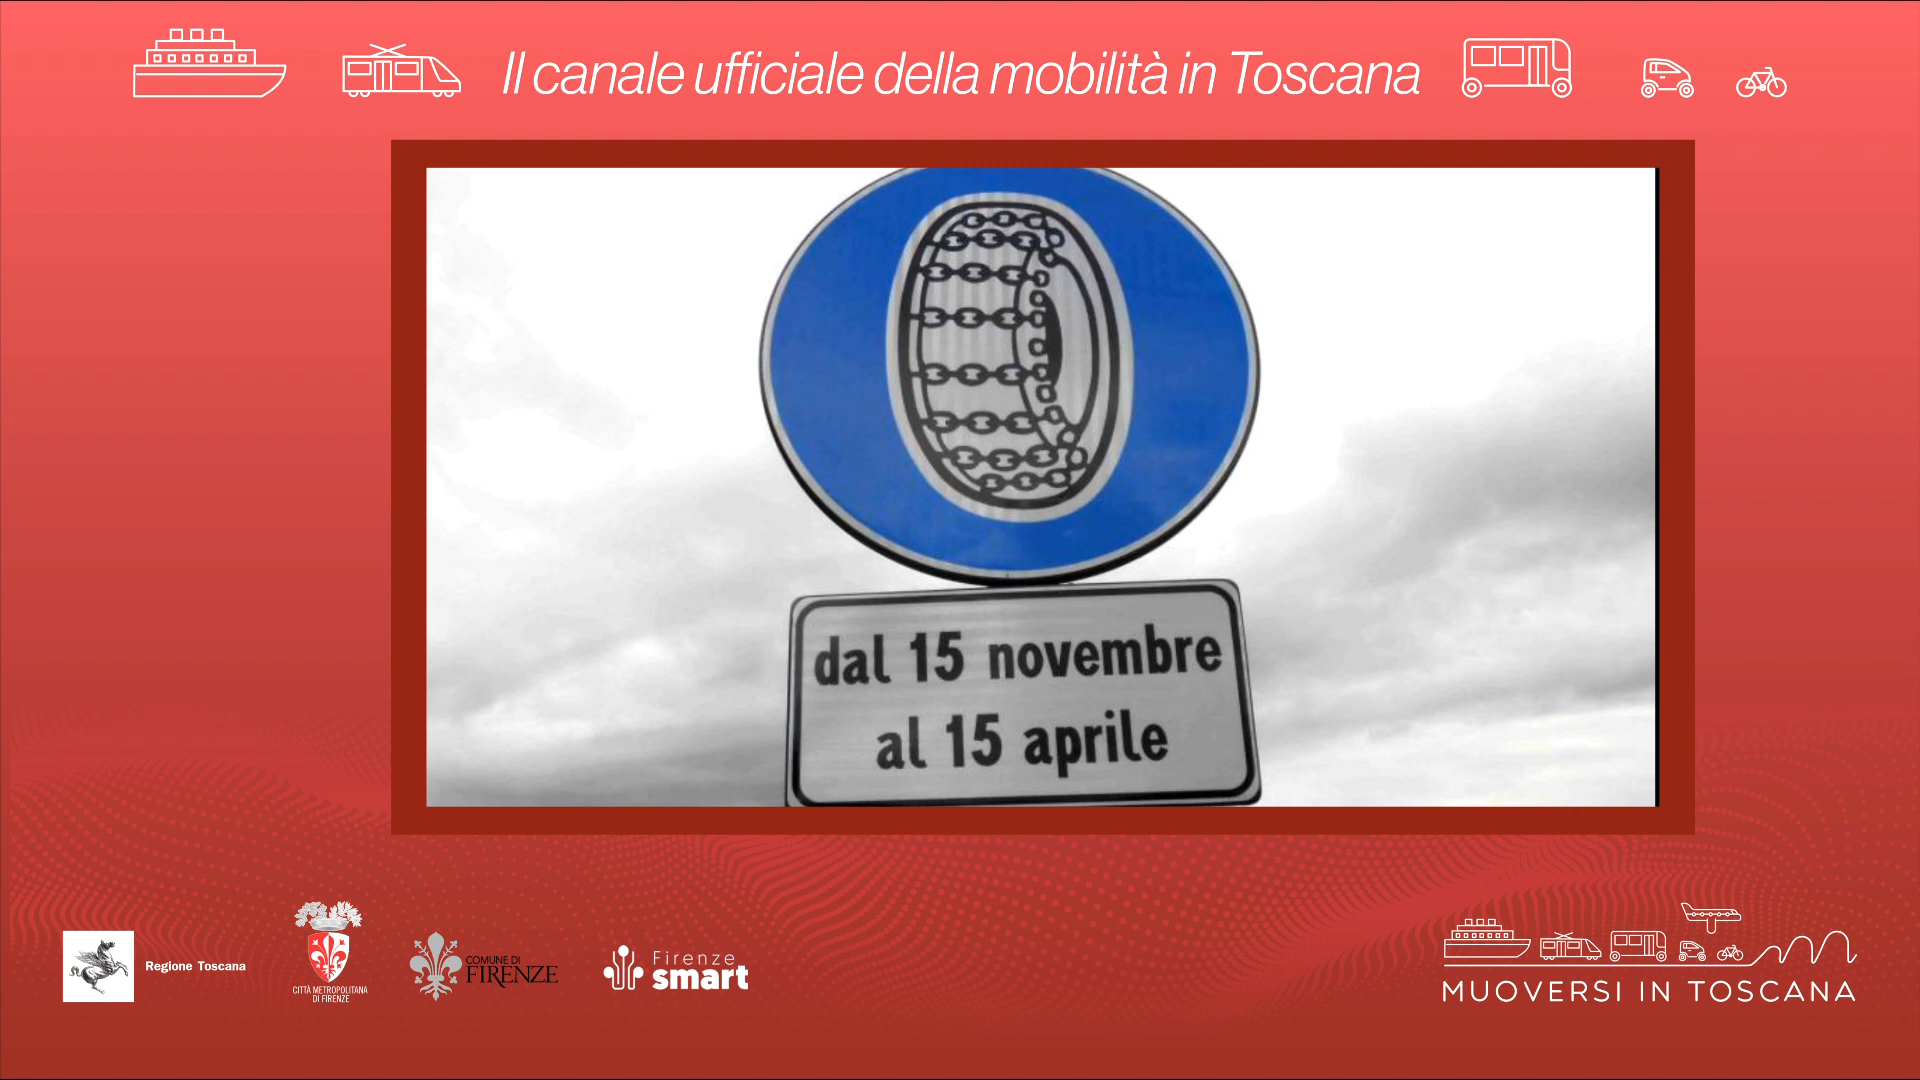 Il canale ufficiale della mobilità in Toscana
dal 15 novembre
al 15 aprile
Regione Toscana
CITTÀ METROPOLITANA
DI FIRENZE
COMUNE DI
FIRENZE
Firenze
smart
MUOVERSI IN TOSCANA